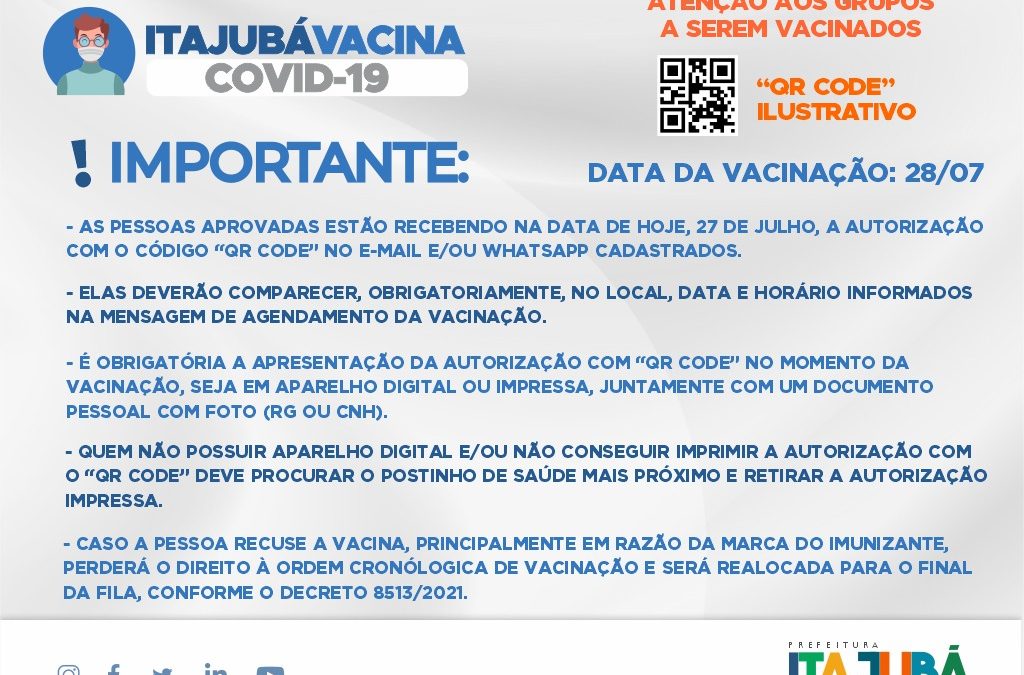 ATENÇÃO AOS GRUPOS
A SEREM VACINADOS
ITAJUBÁVACINA
COVID-19
“QR CODE”
ILUSTRATIVO
! IMPORTANTE:
DATA DA VACINAÇÃO: 28/07
- AS PESSOAS APROVADAS ESTÃO RECEBENDO NA DATA DE HOJE, 27 DE JULHO, A AUTORIZAÇÃO
COM O CÓDIGO “QR CODE” NO E-MAIL E/OU WHATSAPP CADASTRADOS.
- ELAS DEVERÃO COMPARECER, OBRIGATORIAMENTE, NO LOCAL, DATA E HORÁRIO INFORMADOS
NA MENSAGEM DE AGENDAMENTO DA VACINAÇÃO.
- É OBRIGATÓRIA A APRESENTAÇÃO DA AUTORIZAÇÃO COM “QR CODE” NO MOMENTO DA
VACINAÇÃO, SEJA EM APARELHO DIGITAL OU IMPRESSA, JUNTAMENTE COM UM DOCUMENTO
PESSOAL COM FOTO (RG OU CNH).
- QUEM NÃO POSSUIR APARELHO DIGITAL E/OU NÃO CONSEGUIR IMPRIMIR A AUTORIZAÇÃO COM
O “QR CODE” DEVE PROCURAR O POSTINHO DE SAÚDE MAIS PRÓXIMO E RETIRAR A AUTORIZAÇÃO
IMPRESSA.
- CASO A PESSOA RECUSE A VACINA, PRINCIPALMENTE EM RAZÃO DA MARCA DO IMUNIZANTE,
PERDERÁ O DIREITO À ORDEM CRONÓLOGICA DE VACINAÇÃO E SERÁ REALOCADA PARA O FINAL
DA FILA, CONFORME O DECRETO 8513/2021.
PREFEITURA
ITAJUBÁ